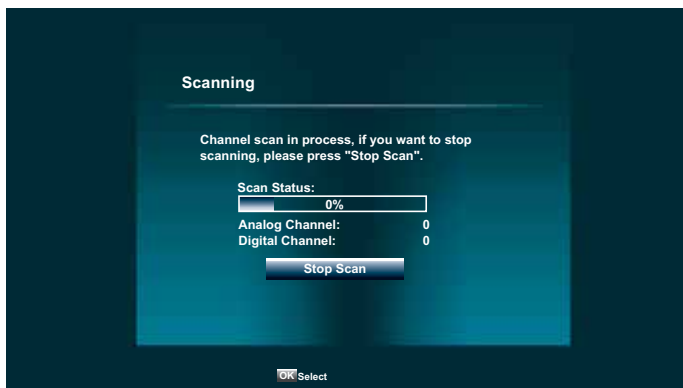 Scanning
Channel scan in process, if you want to stop
scanning, please press "Stop Scan".
Scan Status:
0%
Analog Channel: 0
Digital Channel: 0
Stop Scan
OK Select